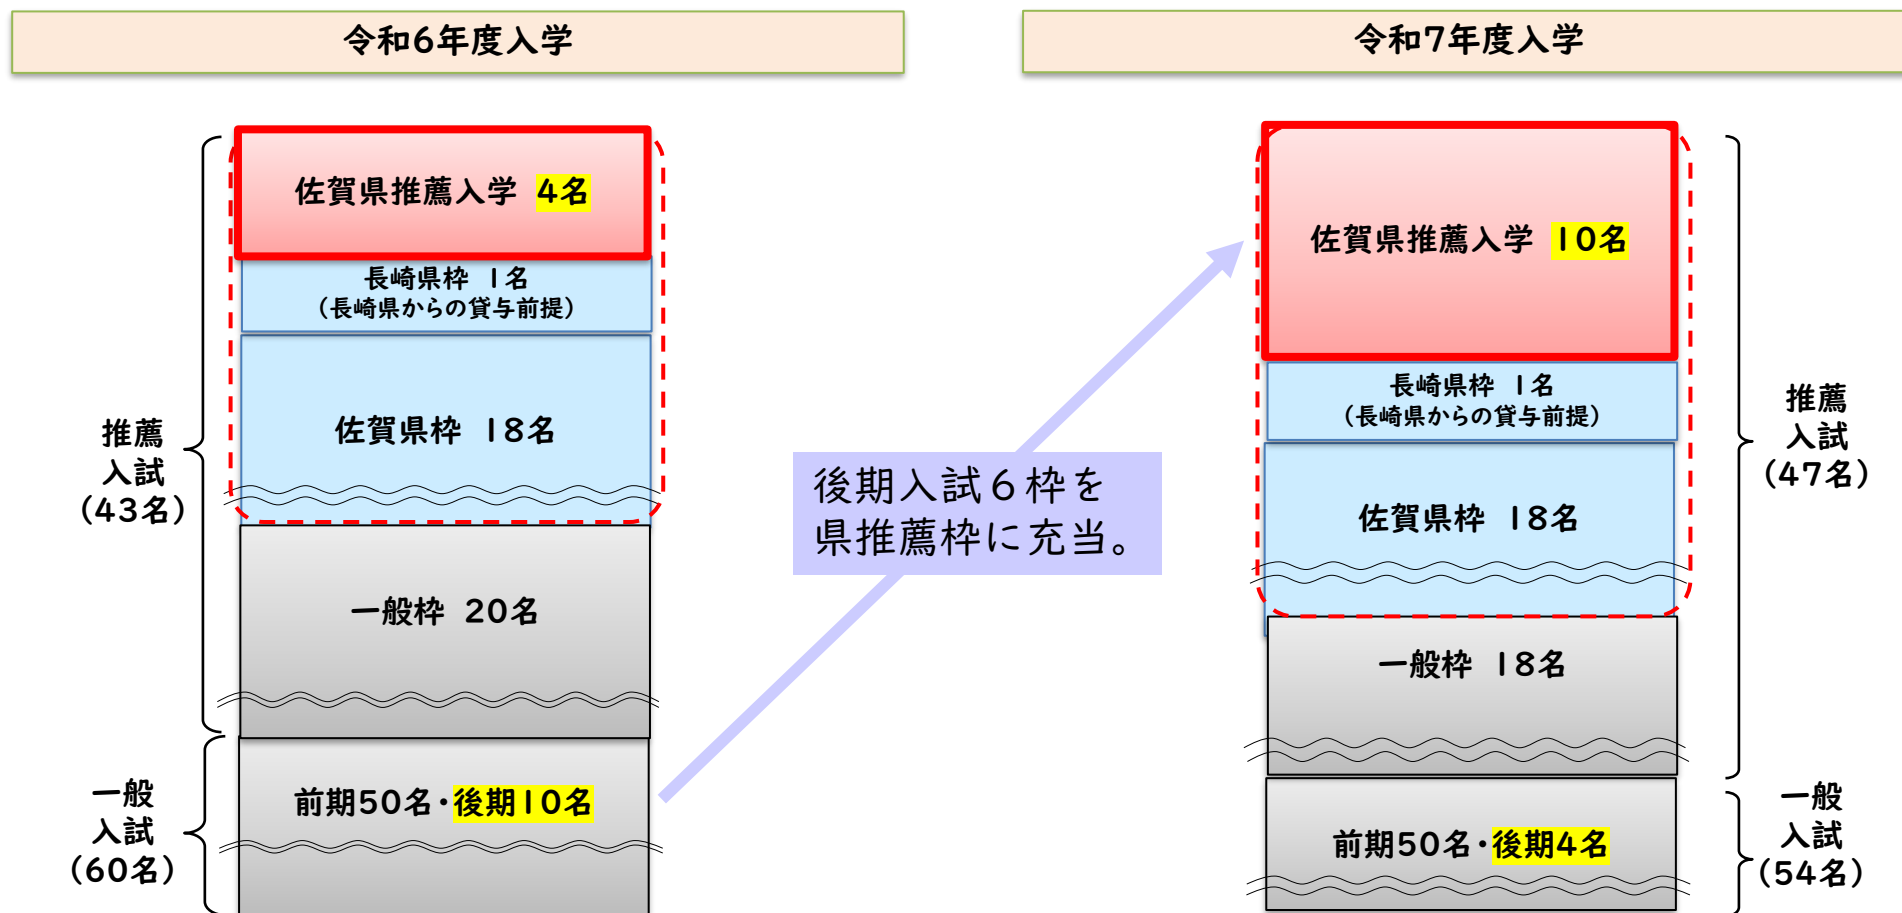 令和6年度入学
佐賀県推薦入学 4名
長崎県枠 1名
(長崎県からの貸与前提)
佐賀県枠 18名
一般枠 20名
前期50名・後期10名
推薦
入試
(43名)
一般
入試
(60名)
後期入試6枠を
県推薦枠に充当。
令和7年度入学
佐賀県推薦入学 10名
長崎県枠 1名
(長崎県からの貸与前提)
佐賀県枠 18名
一般枠 18名
前期50名・後期4名
推薦
入試
(47名)
一般
入試
(54名)